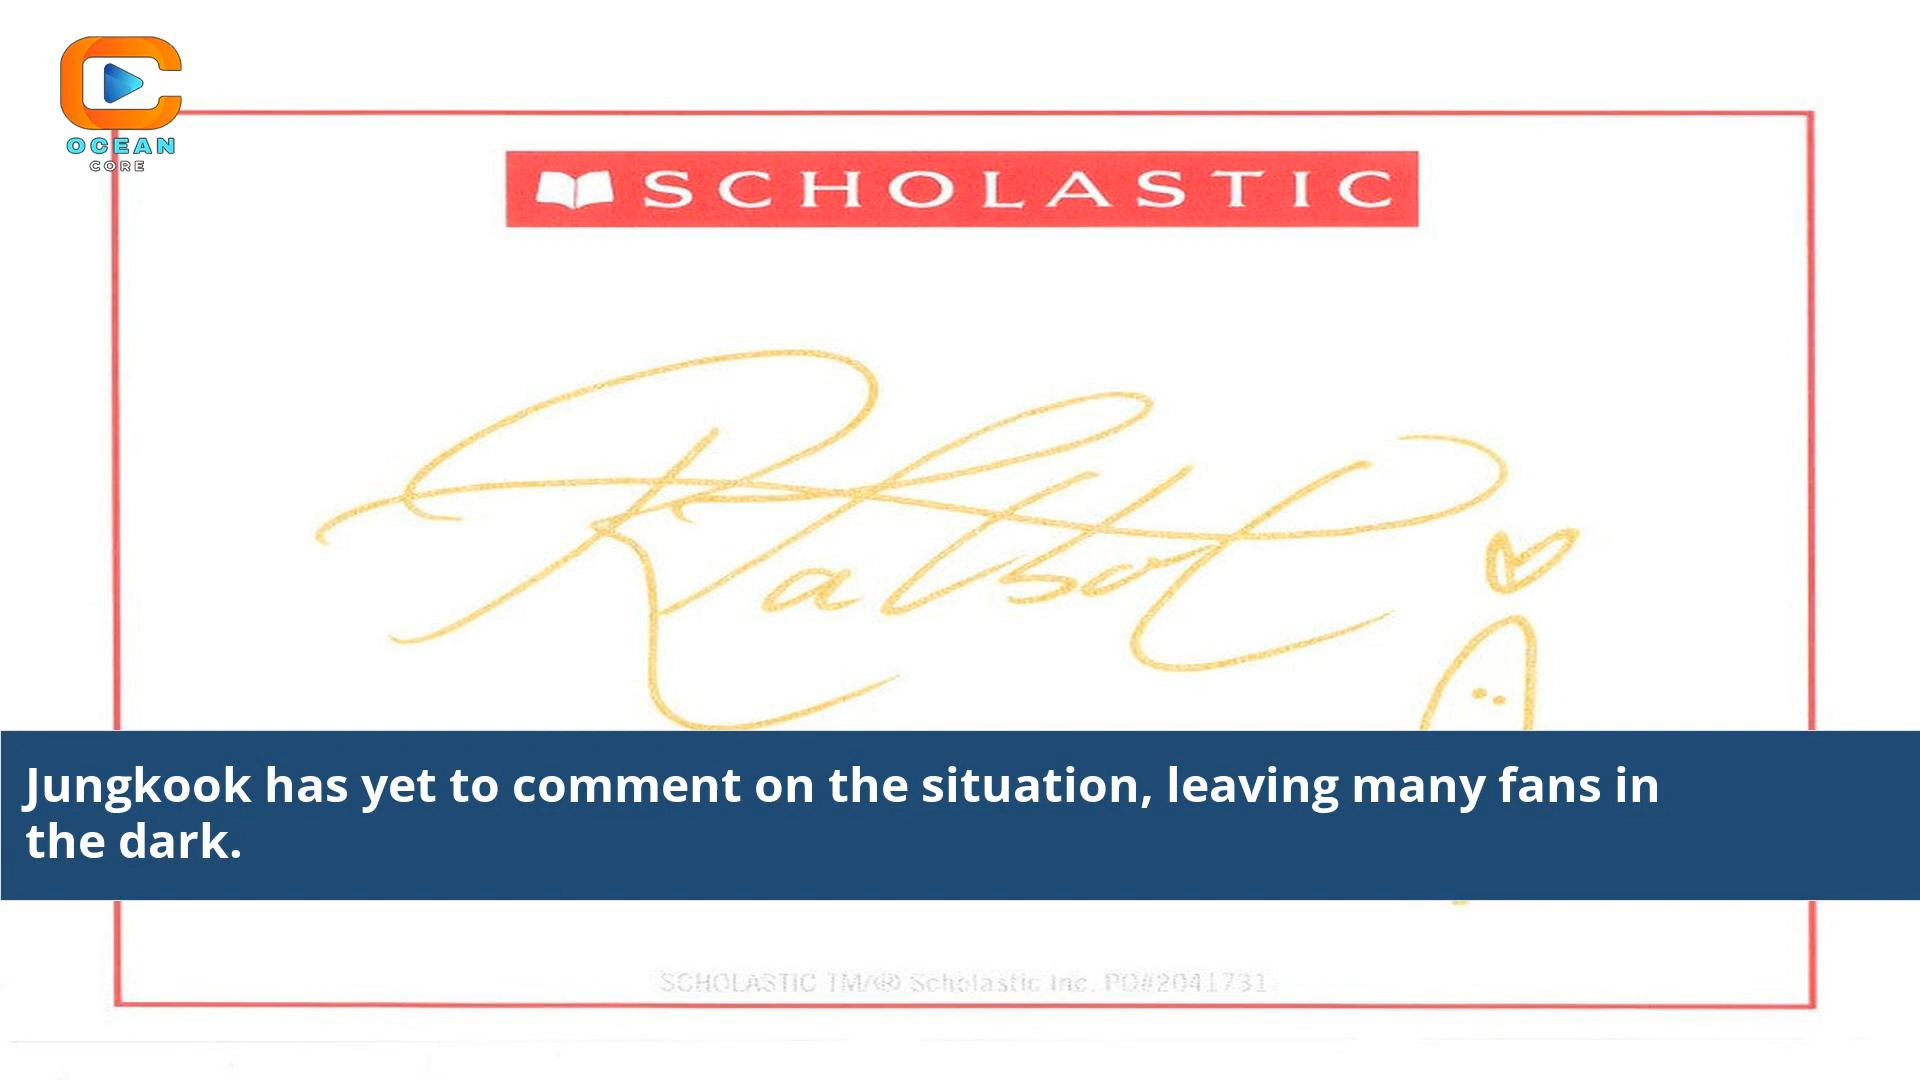 OCEAN
CORE
SCHOLASTIC
Jungkook has yet to comment on the situation, leaving many fans in
the dark.
SCHOLASTIC TM/® Scholastic Inc. PO#2041731